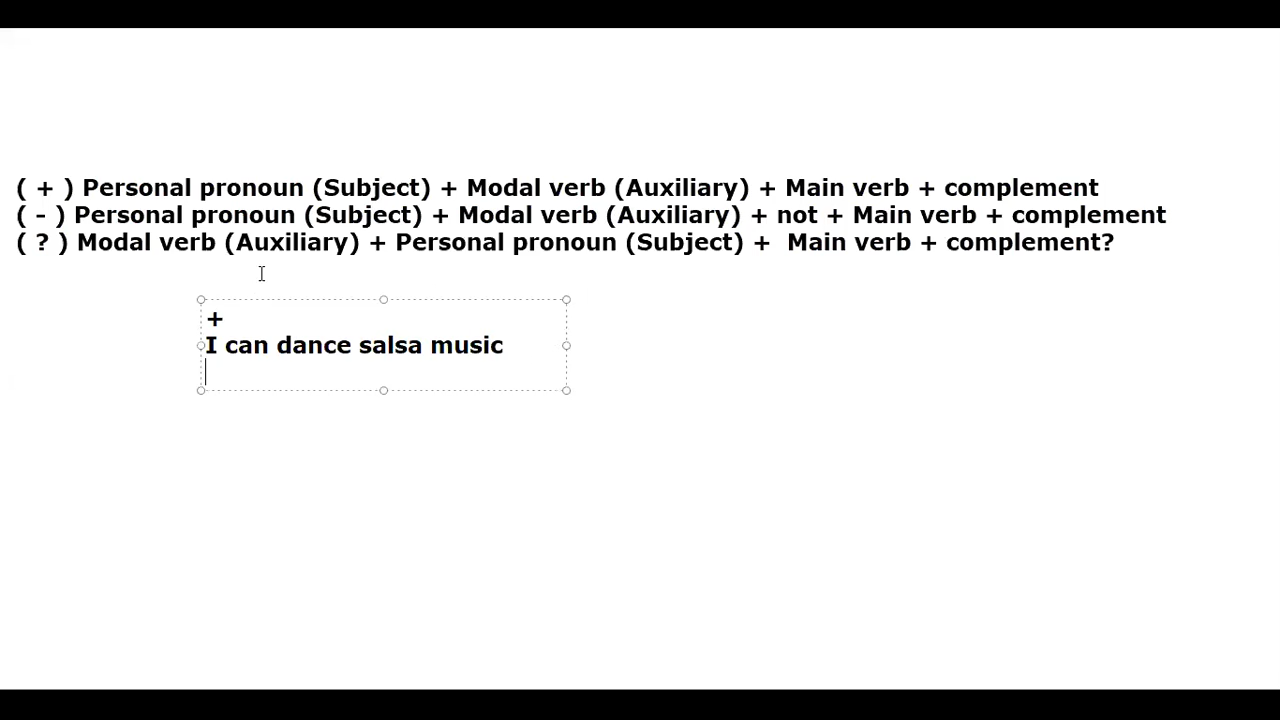 ( + ) Personal pronoun (Subject) + Modal verb (Auxiliary) + Main verb + complement
( - ) Personal pronoun (Subject) + Modal verb (Auxiliary) + not + Main verb + complement
( ? ) Modal verb (Auxiliary) + Personal pronoun (Subject) +  Main verb + complement?
+
I can dance salsa music